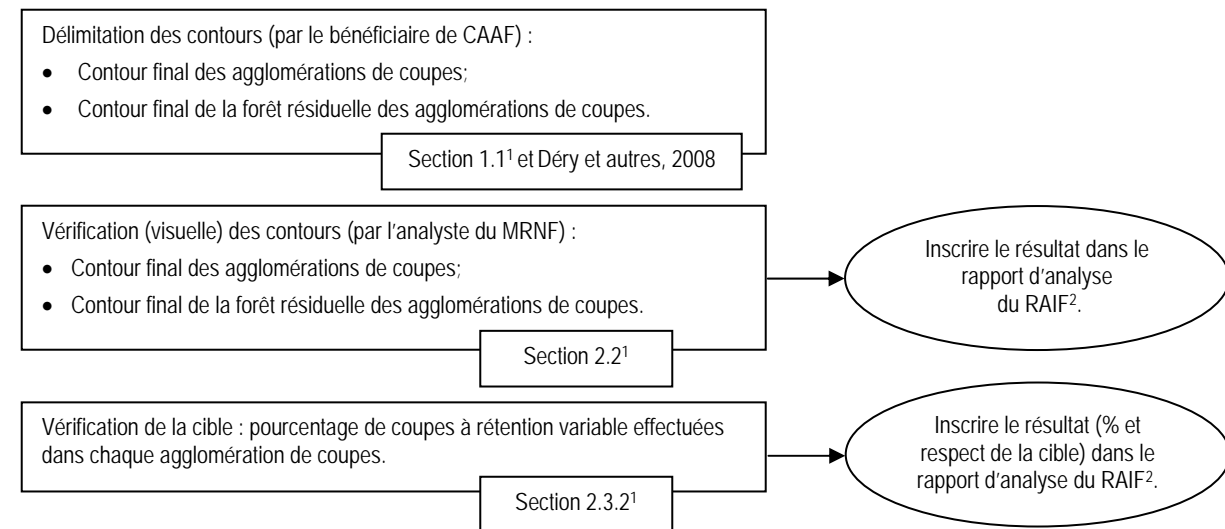 Délimitation des contours (par le bénéficiaire de CAAF) :
• Contour final des agglomérations de coupes;
• Contour final de la forêt résiduelle des agglomérations de coupes.
Section 1.1¹ et Déry et autres, 2008
Vérification (visuelle) des contours (par l'analyste du MRNF) :
• Contour final des agglomérations de coupes;
• Contour final de la forêt résiduelle des agglomérations de coupes.
Section 2.2¹
Inscrire le résultat dans le
rapport d'analyse
du RAIF².
Vérification de la cible : pourcentage de coupes à rétention variable effectuées
dans chaque agglomération de coupes.
Section 2.3.2¹
Inscrire le résultat (% et
respect de la cible) dans le
rapport d'analyse du RAIF².